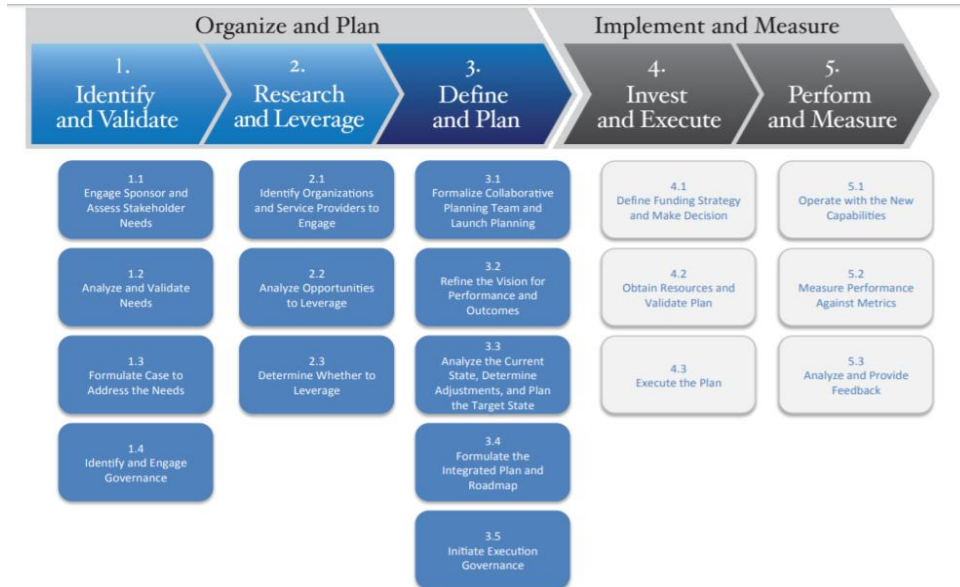 Organize and Plan
Implement and Measure
1.
Identify
and Validate
2.
Research
and Leverage
3.
Define
and Plan
4.
Invest
and Execute
5.
Perform
and Measure
1.1
Engage Sponsor and
Assess Stakeholder
Needs
1.2
Analyze and Validate
Needs
1.3
Formulate Case to
Address the Needs
1.4
Identify and Engage
Governance
2.1
Identify Organizations
and Service Providers to
Engage
2.2
Analyze Opportunities
to Leverage
2.3
Determine Whether to
Leverage
3.1
Formalize Collaborative
Planning Team and
Launch Planning
3.2
Refine the Vision for
Performance and
Outcomes
3.3
Analyze the Current
State, Determine
Adjustments, and Plan
the Target State
3.4
Formulate the
Integrated Plan and
Roadmap
3.5
Initiate Execution
Governance
4.1
Define Funding Strategy
and Make Decision
4.2
Obtain Resources and
Validate Plan
4.3
Execute the Plan
5.1
Operate with the New
Capabilities
5.2
Measure Performance
Against Metrics
5.3
Analyze and Provide
Feedback